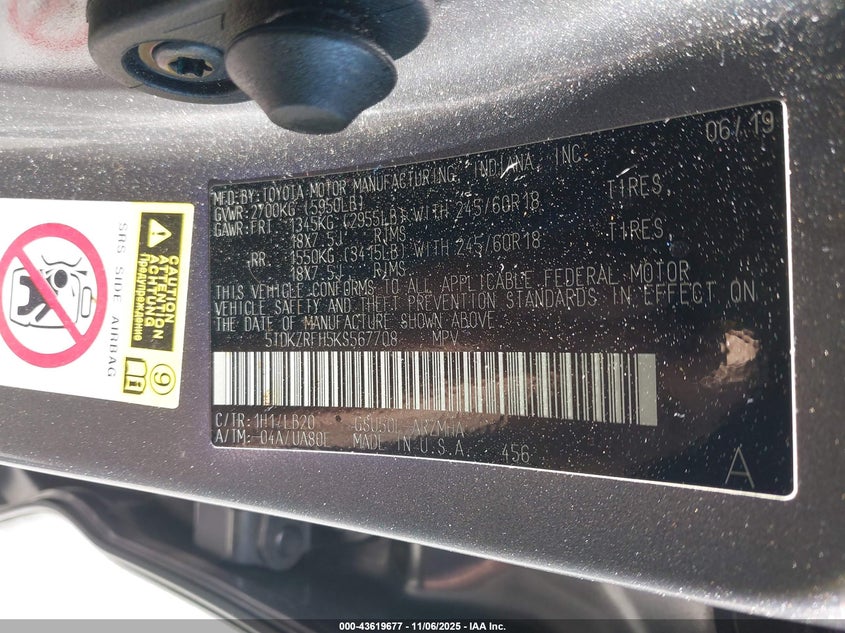 06/19
MFD.BY:TOYOTA MOTOR MANUFACTURING, INDIANA, INC.
GVWR: 2700KG (5950LB)
GAWR:FRT 1345KG (2955LB) WITH 245/60R18 TIRES,
18X7.5J RIMS
RR 1550KG (3415LB) WITH 245/60R18 TIRES,
18X7.5J RIMS
THIS VEHICLE CONFORMS TO ALL APPLICABLE FEDERAL MOTOR
VEHICLE SAFETY AND THEFT PREVENTION STANDARDS IN EFFECT ON
THE DATE OF MANUFACTURE SHOWN ABOVE.
5TDKZRFH5KS567708 MPV
C/TR: 1H1/LB20 GSU50L-
A/TM: -04A/UA80E MADE IN U.S.A. 456
A
SRS SIDE AIRBAG
CAUTION
ATTENTION
ACHTUNG
Предупреждение
9
000-43619677 - 11/06/2025 - IAA Inc.